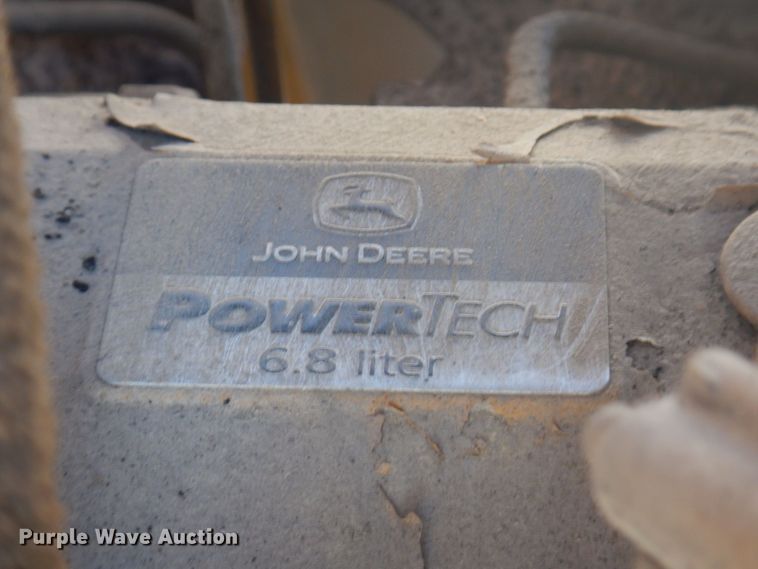 JOHN DEERE
POWERTECH
6.8 liter
Purple Wave Auction